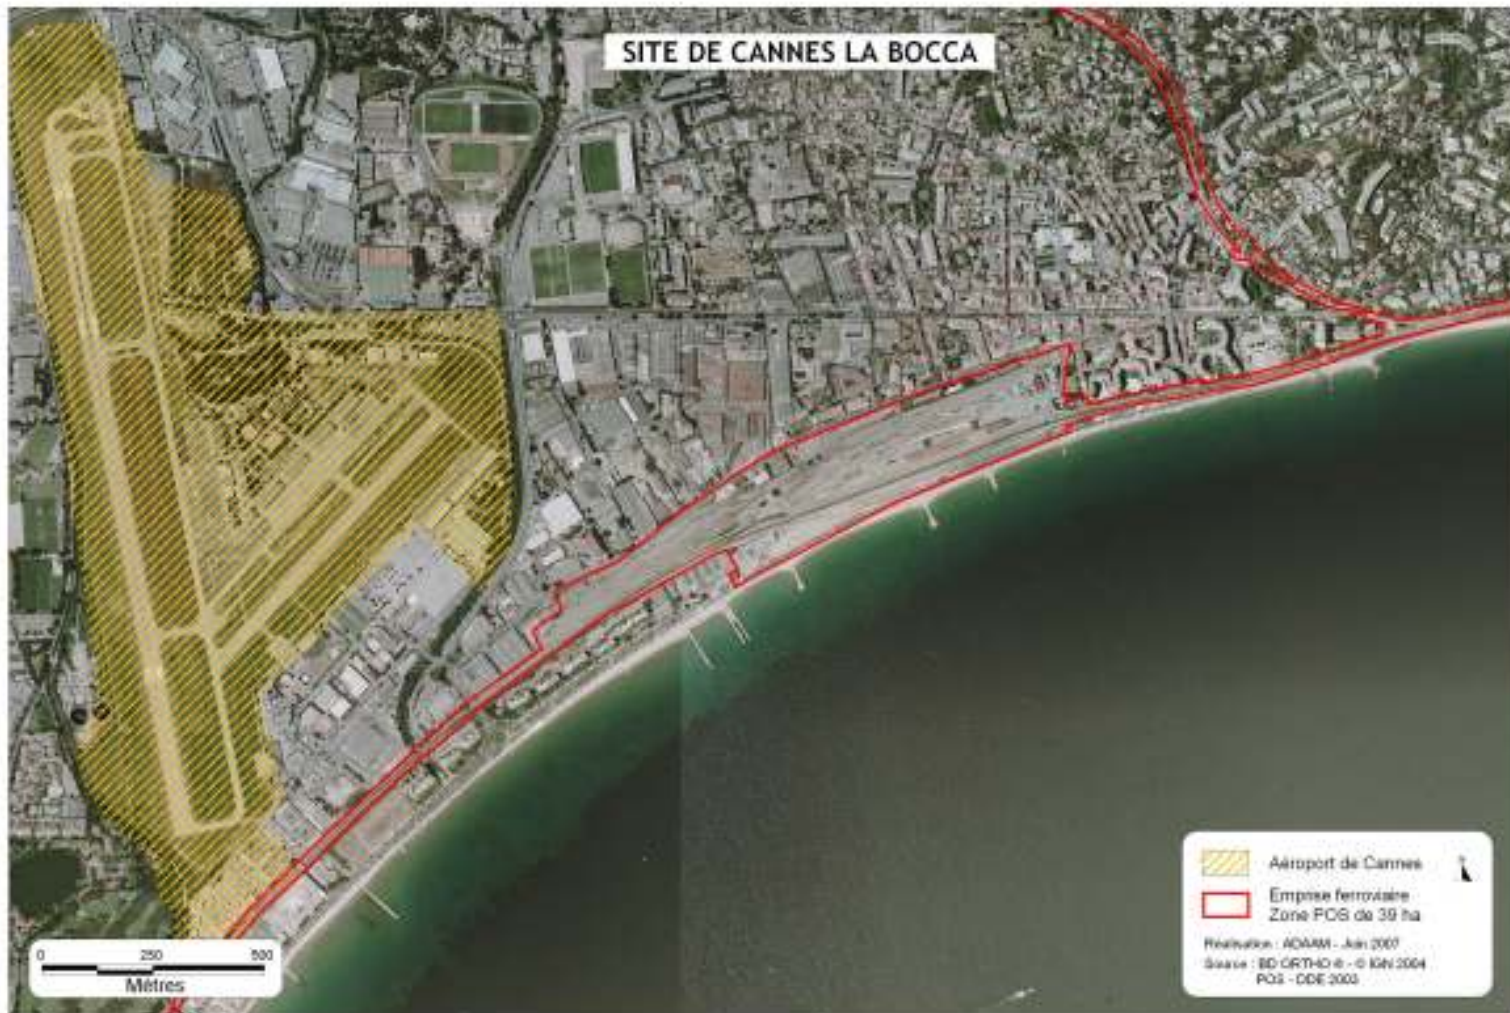 SITE DE CANNES LA BOCCA
Aéroport de Cannes
Emprise ferroviaire
Zone POS de 39 ha
Réalisation : ADAAM - Juin 2007
Source : BD ORTHO ® - © IGN 2004
POS - DDE 2003
0 250 500
Mètres